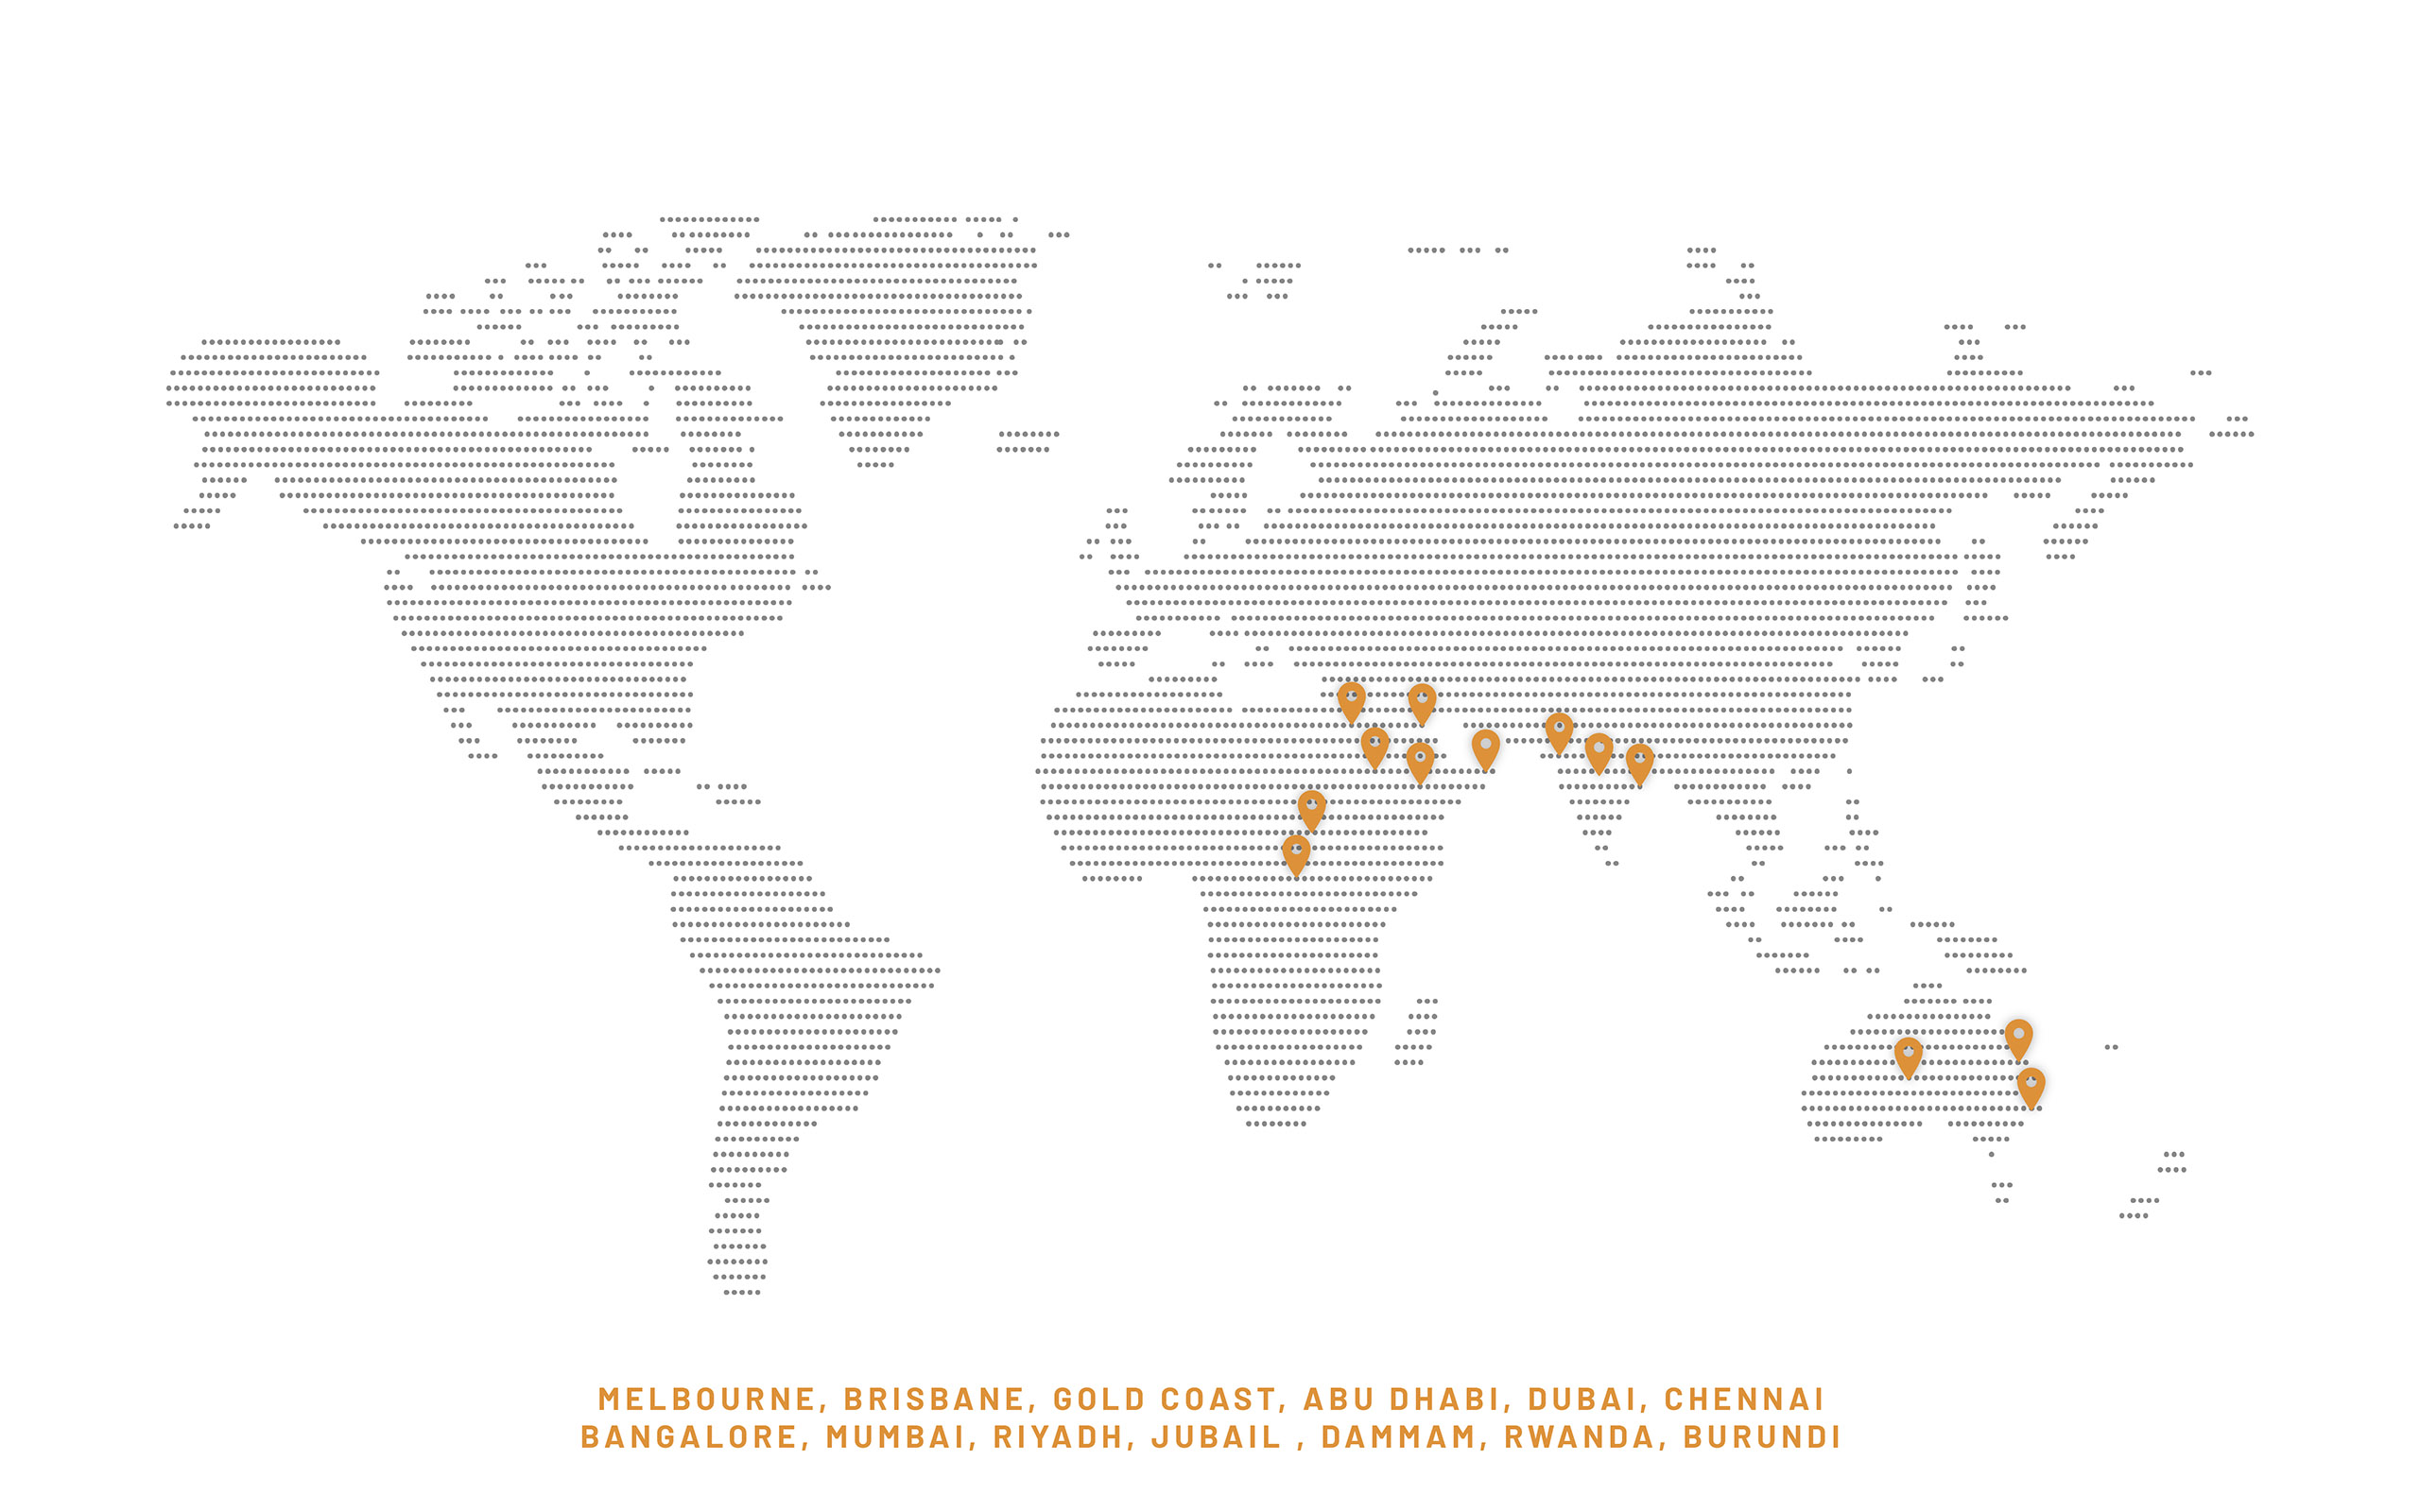 MELBOURNE, BRISBANE, GOLD COAST, ABU DHABI, DUBAI, CHENNAI
BANGALORE, MUMBAI, RIYADH, JUBAIL , DAMMAM, RWANDA, BURUNDI